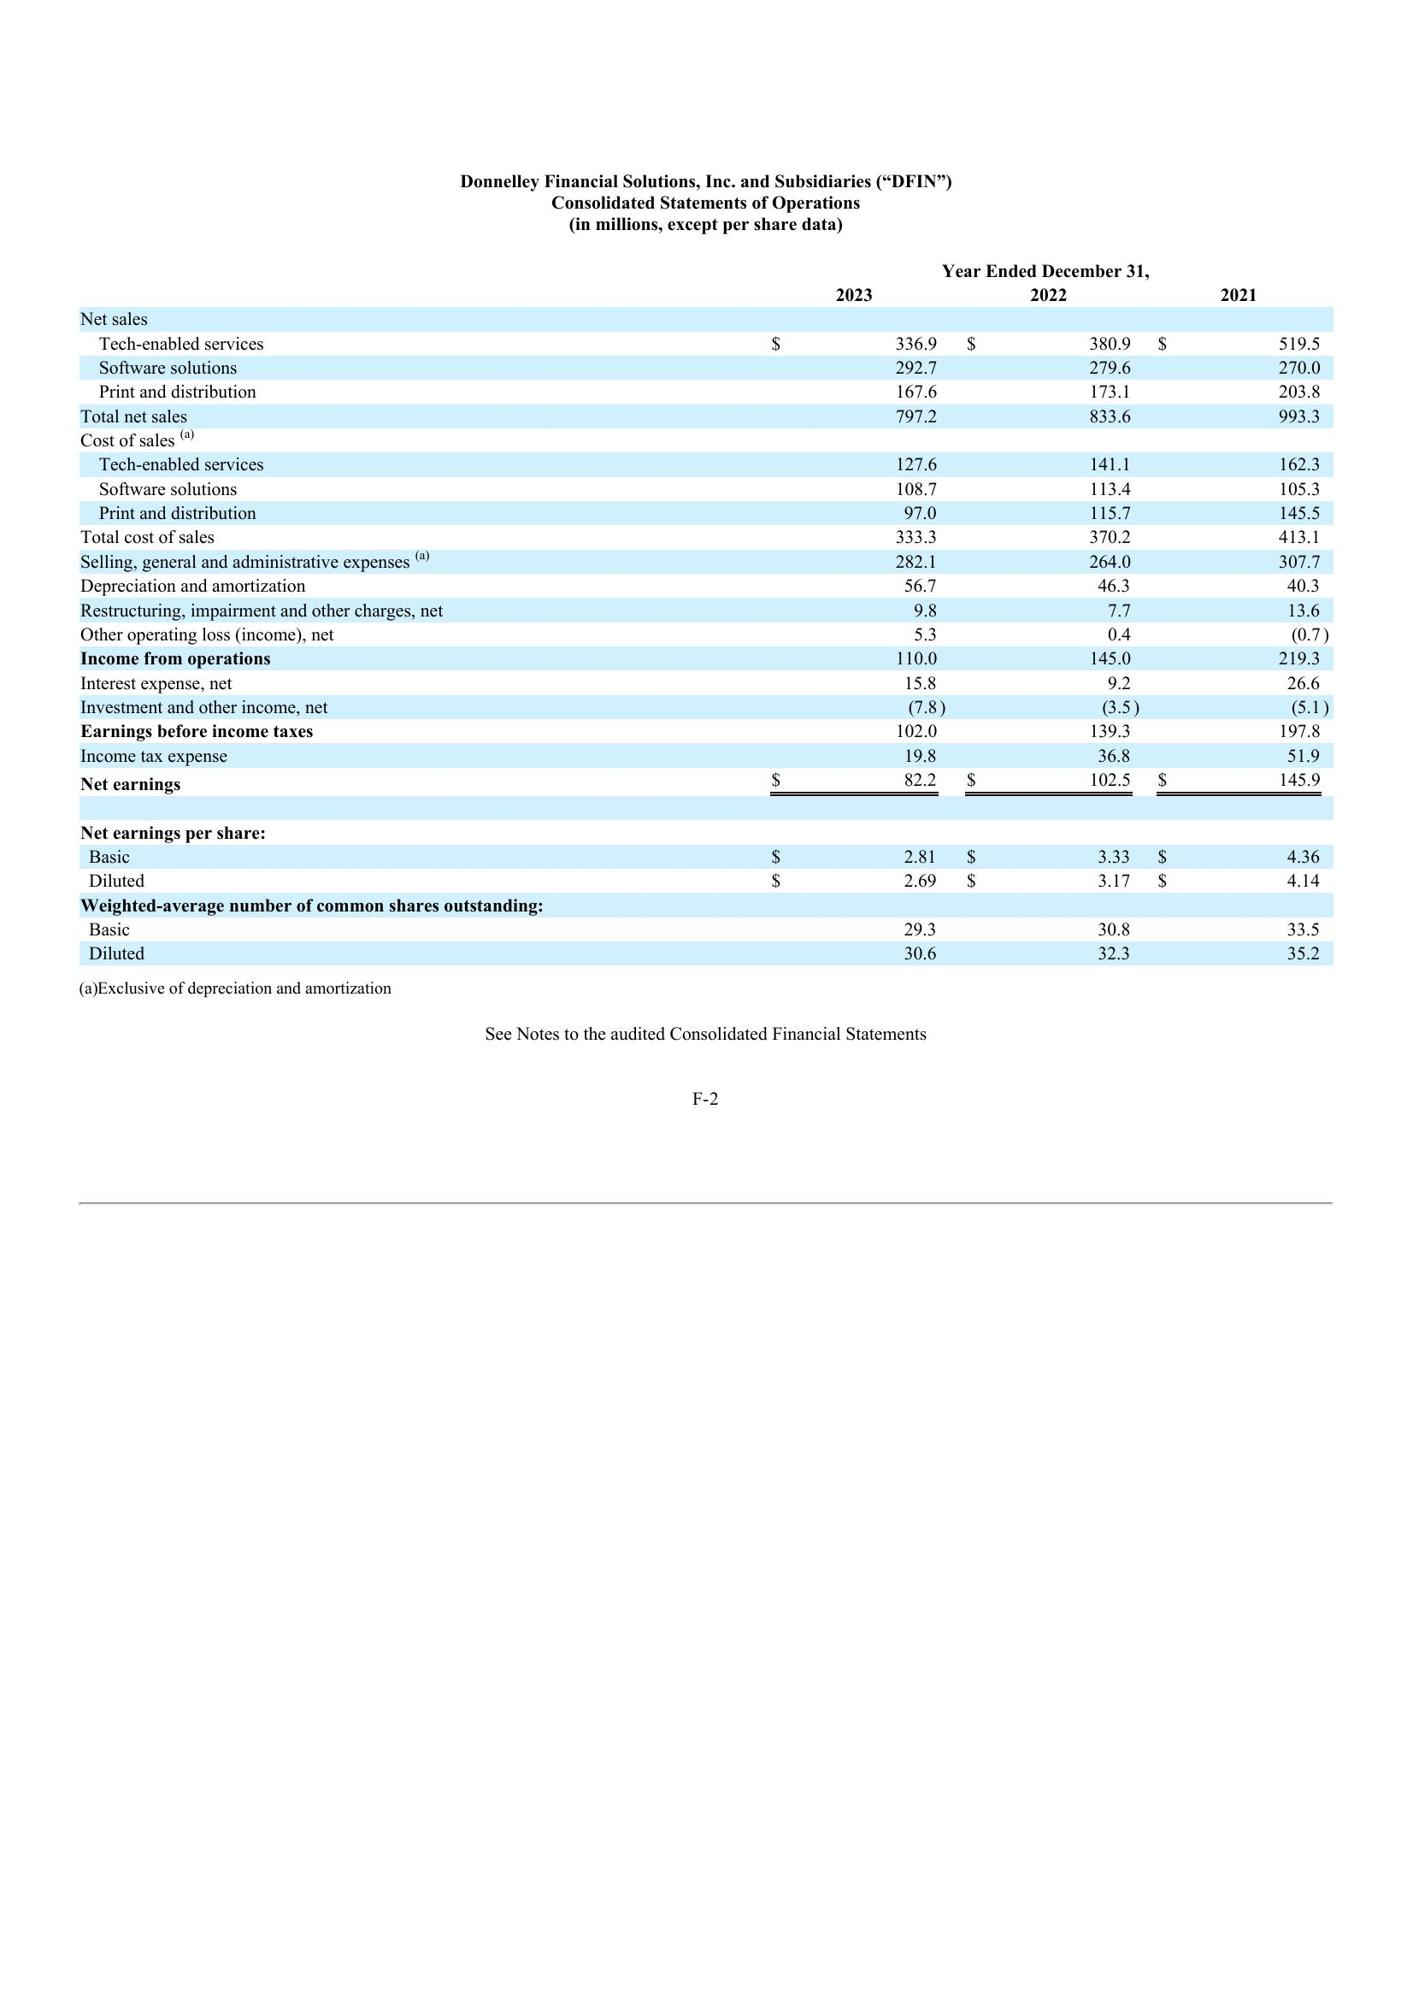 Donnelley Financial Solutions, Inc. and Subsidiaries (“DFIN”)
Consolidated Statements of Operations
(in millions, except per share data)
Year Ended December 31,
2023 2022 2021
Net sales
Tech-enabled services $ 336.9 $ 380.9 $ 519.5
Software solutions 292.7 279.6 270.0
Print and distribution 167.6 173.1 203.8
Total net sales 797.2 833.6 993.3
Cost of sales (a)
Tech-enabled services 127.6 141.1 162.3
Software solutions 108.7 113.4 105.3
Print and distribution 97.0 115.7 145.5
Total cost of sales 333.3 370.2 413.1
Selling, general and administrative expenses (a) 282.1 264.0 307.7
Depreciation and amortization 56.7 46.3 40.3
Restructuring, impairment and other charges, net 9.8 7.7 13.6
Other operating loss (income), net 5.3 0.4 (0.7)
Income from operations 110.0 145.0 219.3
Interest expense, net 15.8 9.2 26.6
Investment and other income, net (7.8) (3.5) (5.1)
Earnings before income taxes 102.0 139.3 197.8
Income tax expense 19.8 36.8 51.9
Net earnings $ 82.2 $ 102.5 $ 145.9
Net earnings per share:
Basic $ 2.81 $ 3.33 $ 4.36
Diluted $ 2.69 $ 3.17 $ 4.14
Weighted-average number of common shares outstanding:
Basic 29.3 30.8 33.5
Diluted 30.6 32.3 35.2
(a)Exclusive of depreciation and amortization
See Notes to the audited Consolidated Financial Statements
F-2